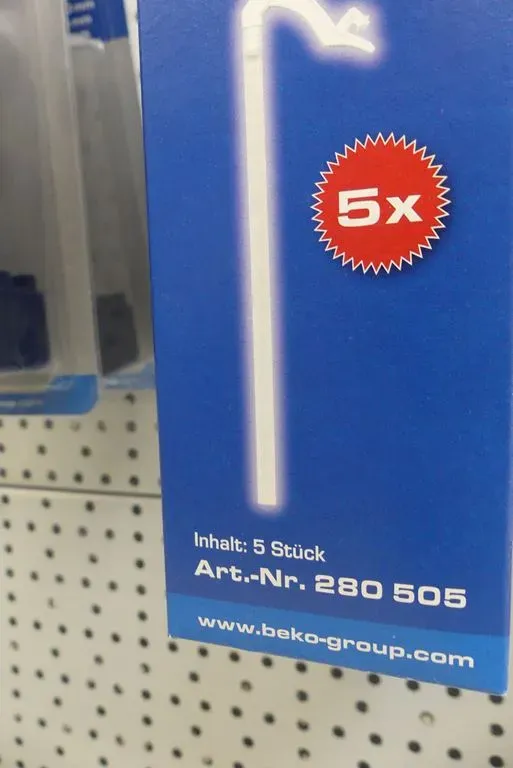 5x
Inhalt: 5 Stück
Art.-Nr. 280 505
www.beko-group.com